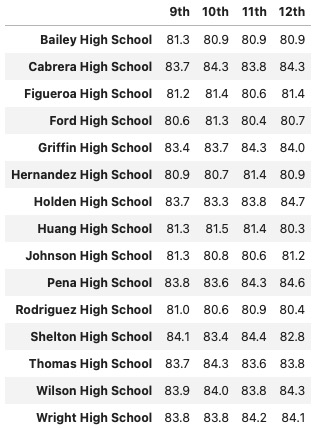 9th 10th 11th 12th
Bailey High School 81.3 80.9 80.9 80.9
Cabrera High School 83.7 84.3 83.8 84.3
Figueroa High School 81.2 81.4 80.6 81.4
Ford High School 80.6 81.3 80.4 80.7
Griffin High School 83.4 83.7 84.3 84.0
Hernandez High School 80.9 80.7 81.4 80.9
Holden High School 83.7 83.3 83.8 84.7
Huang High School 81.3 81.5 81.4 80.3
Johnson High School 81.3 80.8 80.6 81.2
Pena High School 83.8 83.6 84.3 84.6
Rodriguez High School 81.0 80.6 80.9 80.4
Shelton High School 84.1 83.4 84.4 82.8
Thomas High School 83.7 84.3 83.6 83.8
Wilson High School 83.9 84.0 83.8 84.3
Wright High School 83.8 83.8 84.2 84.1